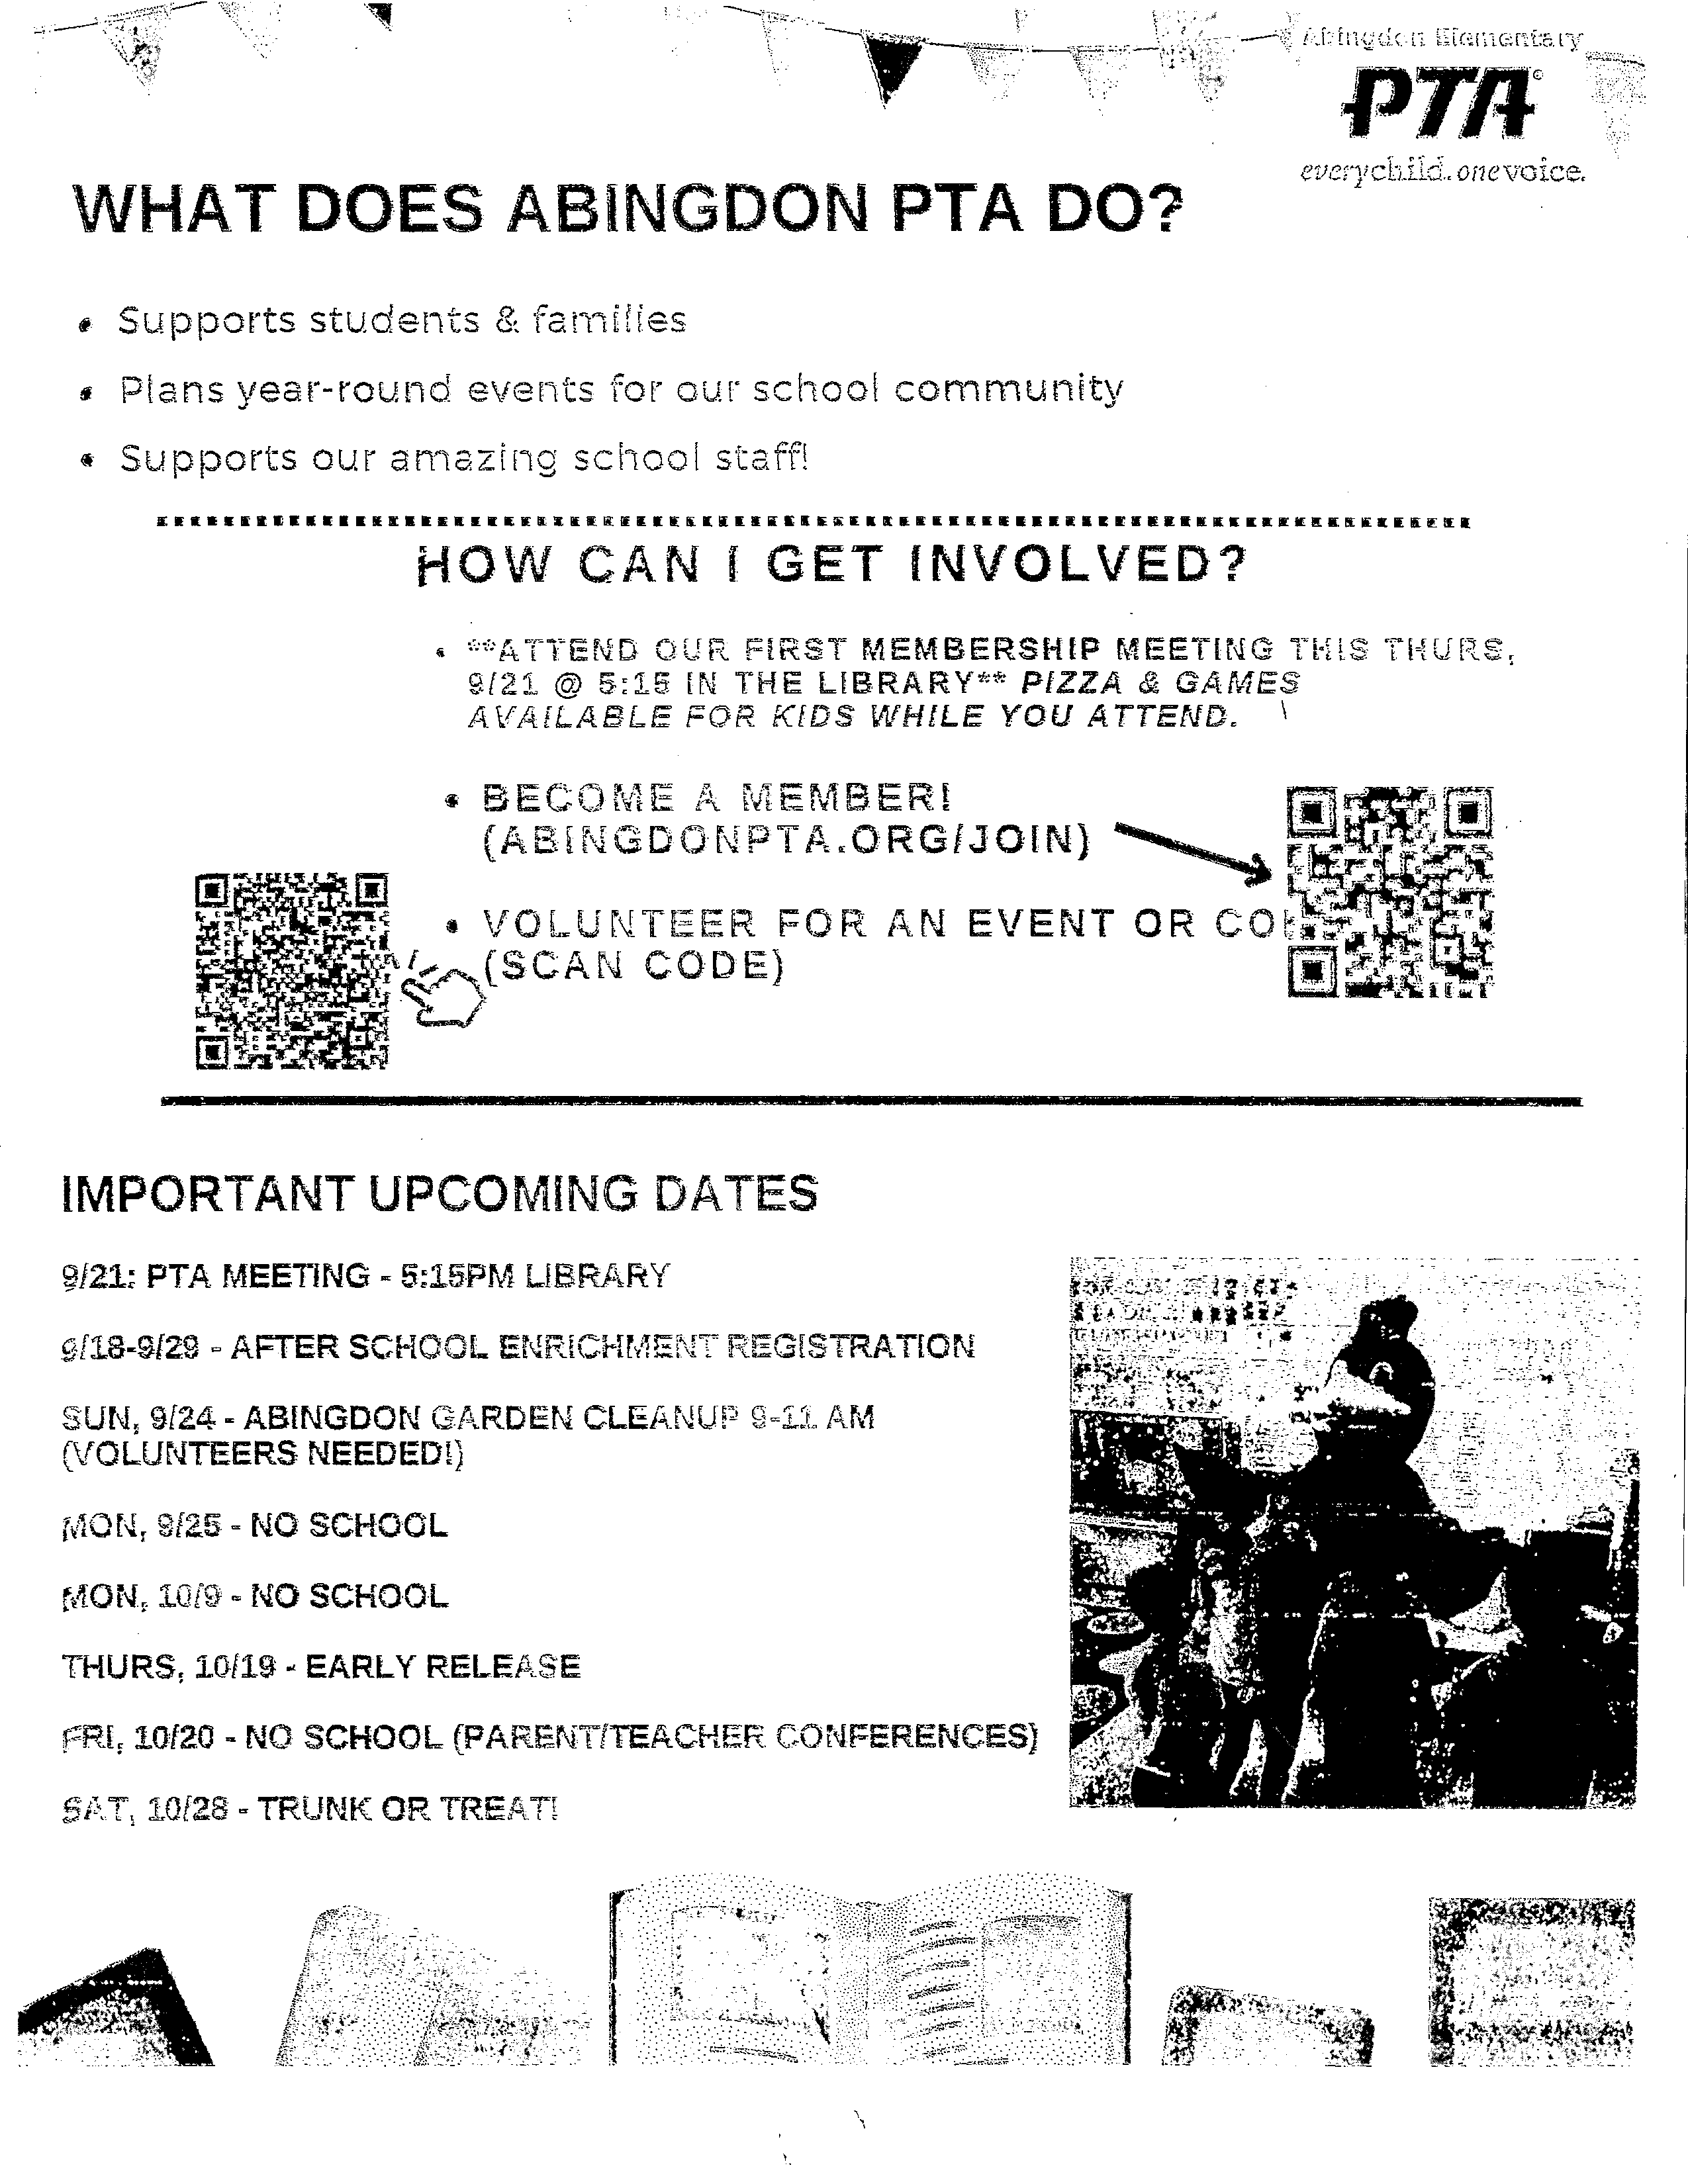 Abingdon Elementary
PTA
everychild. onevoice.
WHAT DOES ABINGDON PTA DO?
• Supports students & families
• Plans year-round events for our school community
• Supports our amazing school staff!
HOW CAN I GET INVOLVED?
• **ATTEND OUR FIRST MEMBERSHIP MEETING THIS THURS,
9/21 @ 5:15 IN THE LIBRARY** PIZZA & GAMES
AVAILABLE FOR KIDS WHILE YOU ATTEND.
• BECOME A MEMBER!
(ABINGDONPTA.ORG/JOIN)
• VOLUNTEER FOR AN EVENT OR
(SCAN CODE)
IMPORTANT UPCOMING DATES
9/21: PTA MEETING - 5:15PM LIBRARY
9/18-9/29 - AFTER SCHOOL ENRICHMENT REGISTRATION
SUN, 9/24 - ABINGDON GARDEN CLEANUP 9-11 AM
(VOLUNTEERS NEEDED!)
MON, 9/25 - NO SCHOOL
MON, 10/9 - NO SCHOOL
THURS, 10/19 - EARLY RELEASE
FRI, 10/20 - NO SCHOOL (PARENT/TEACHER CONFERENCES)
SAT, 10/28 - TRUNK OR TREAT!